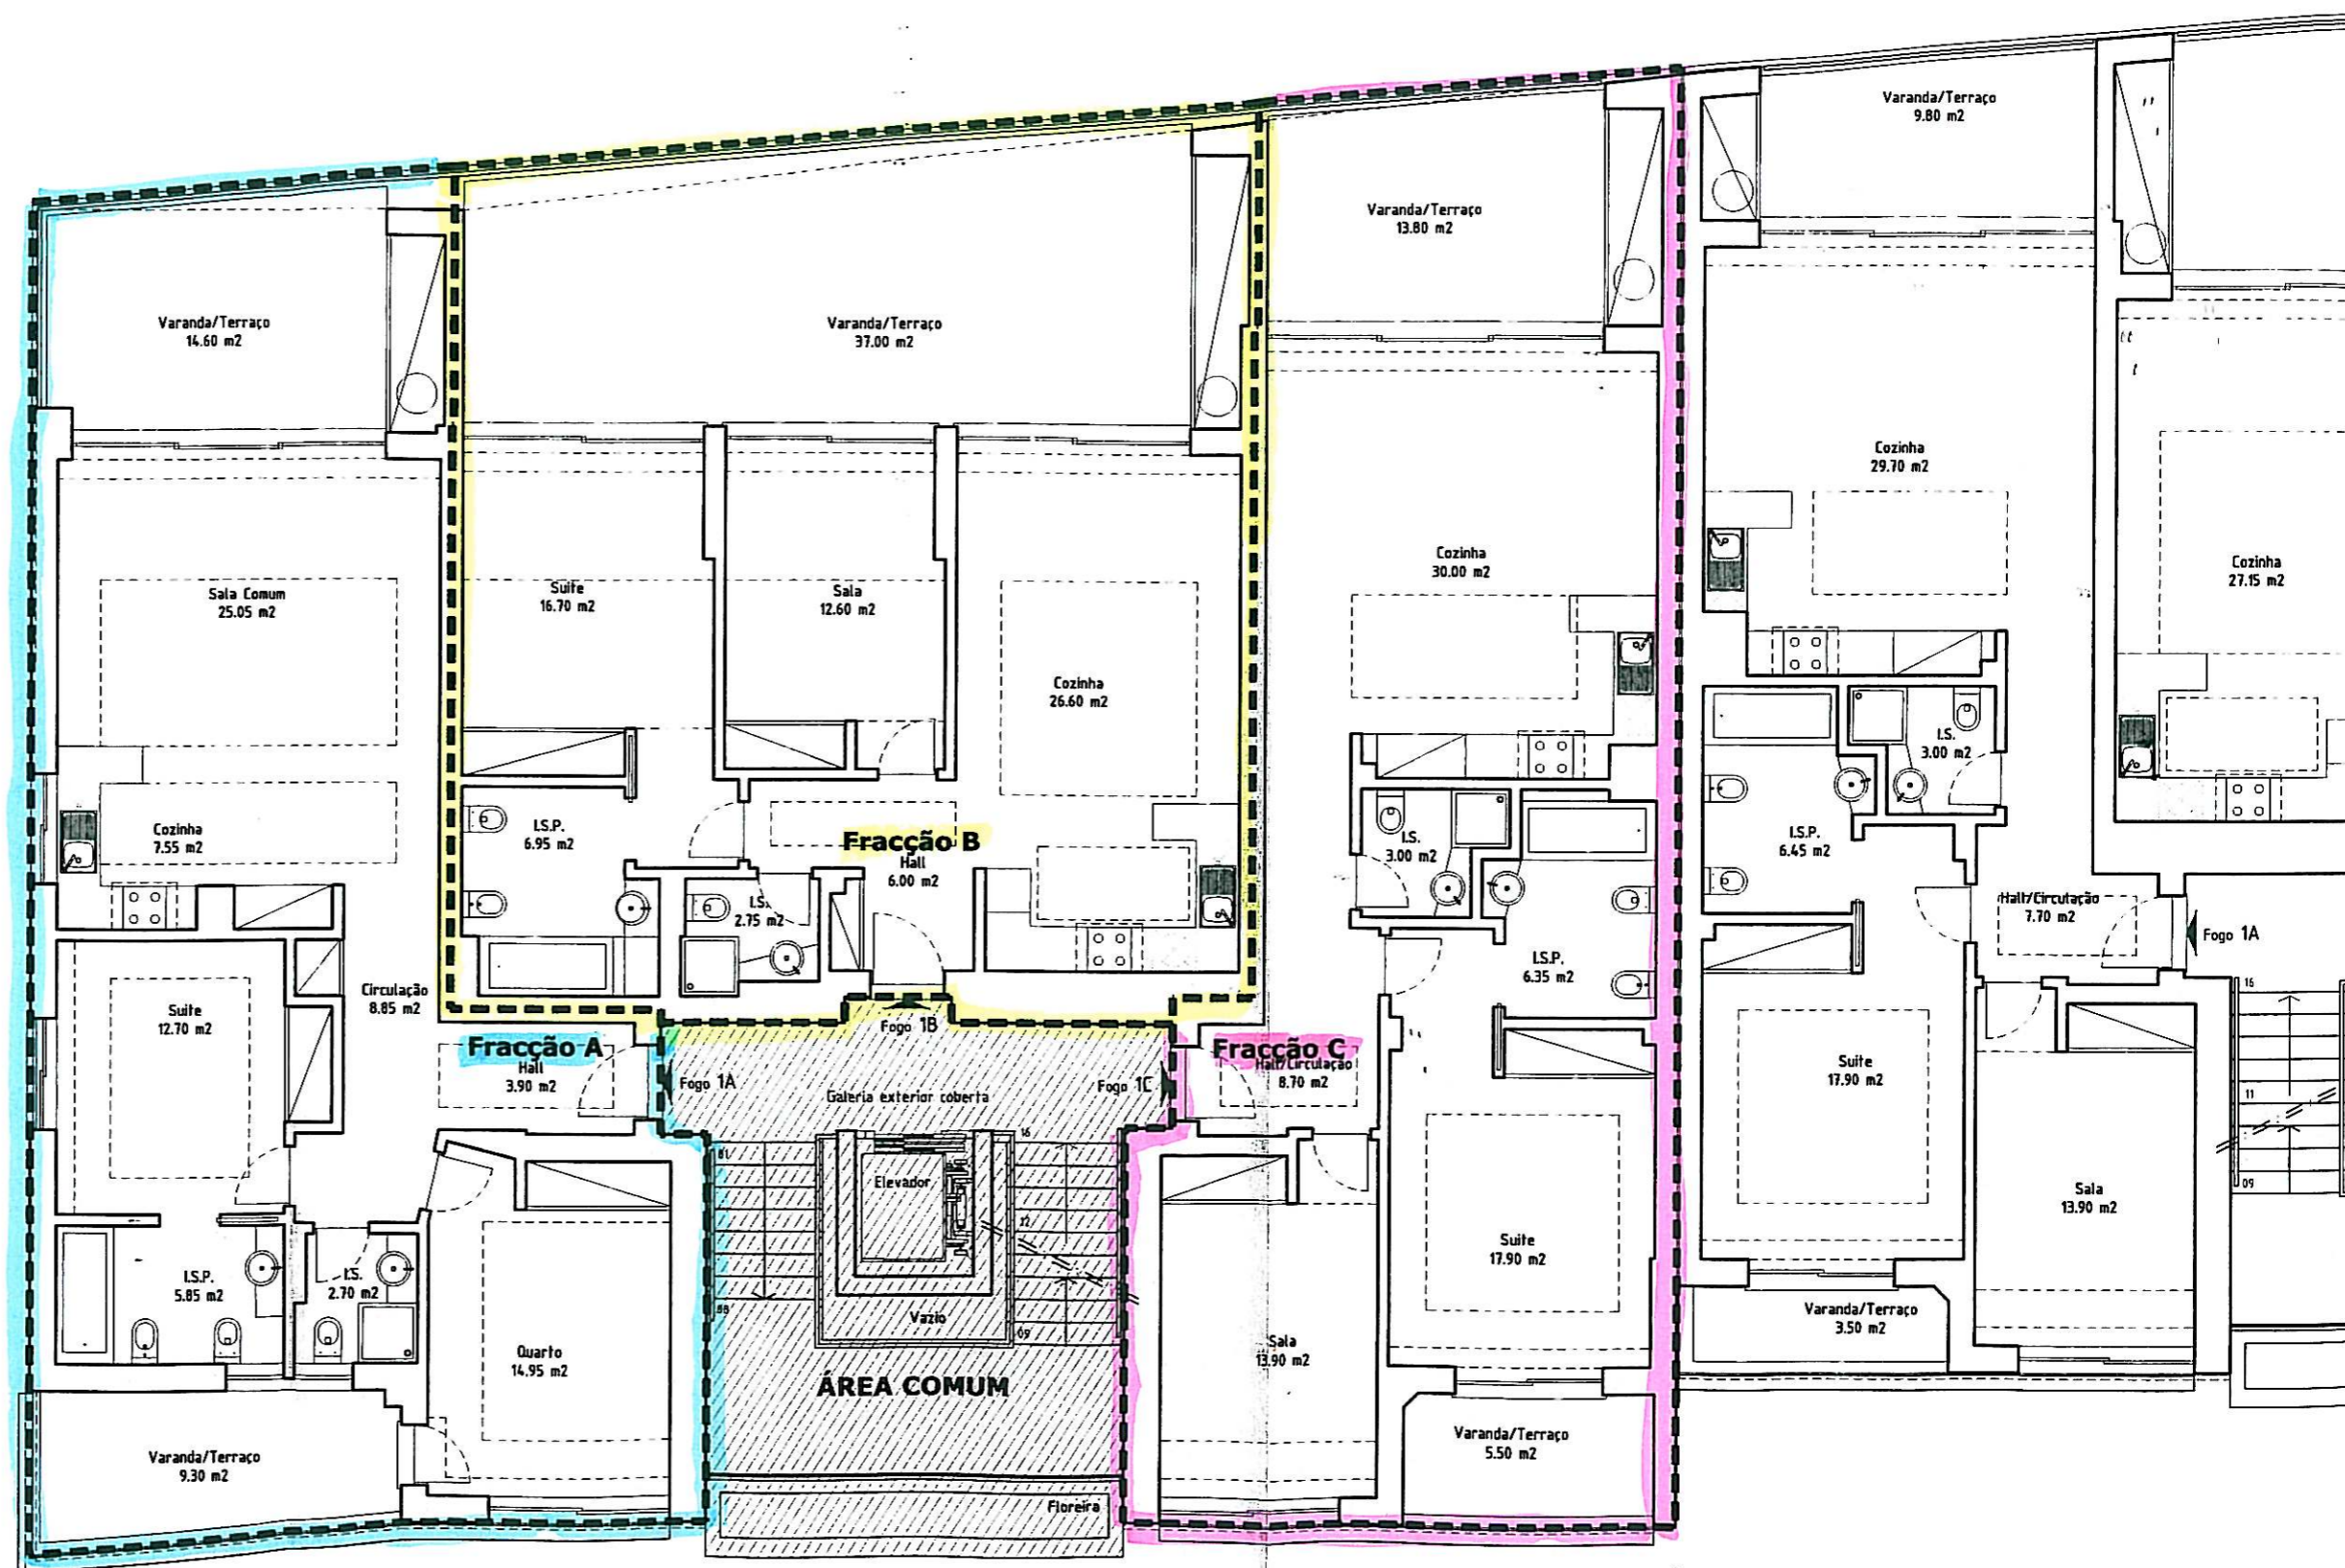 Varanda/Terraço
14.60 m2
Sala Comum
25.05 m2
Cozinha
7.55 m2
Suite
12.70 m2
Circulação
8.85 m2
Fracção A
Hall
3.90 m2
I.S.P.
5.85 m2
I.S.
2.70 m2
Quarto
14.95 m2
Varanda/Terraço
9.30 m2
Varanda/Terraço
37.00 m2
Suite
16.70 m2
Sala
12.60 m2
Cozinha
26.60 m2
I.S.P.
6.95 m2
I.S.
2.75 m2
Fracção B
Hall
6.00 m2
Fogo 1B
Fogo 1A
Fogo 1C
Galeria exterior coberta
16
Elevador
12
Vazio
09
ÁREA COMUM
Floreira
Varanda/Terraço
13.80 m2
Cozinha
30.00 m2
I.S.
3.00 m2
I.S.P.
6.35 m2
Fracção C
Hall/Circulação
8.70 m2
Sala
13.90 m2
Suite
17.90 m2
Varanda/Terraço
5.50 m2
Varanda/Terraço
9.80 m2
Cozinha
29.70 m2
I.S.
3.00 m2
I.S.P.
6.45 m2
Hall/Circulação
7.70 m2
Fogo 1A
Suite
17.90 m2
Sala
13.90 m2
Varanda/Terraço
3.50 m2
Cozinha
27.15 m2
16
11
09